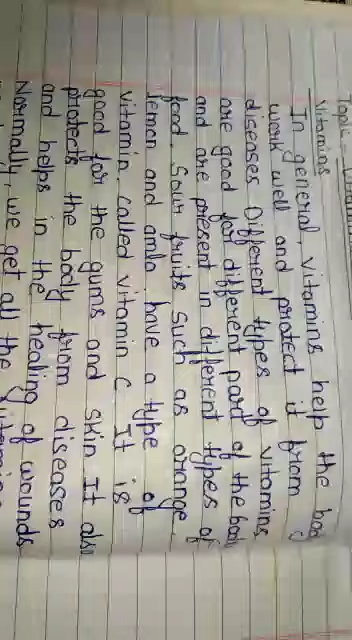 Topic -
Vitamins
In general, vitamins help the bod
work well and protect it from
diseases Different types of vitamins
are good for different part of the body
and are present in different types of
food. Sour fruits such as orange,
lemon and amla have a type of
vitamin called vitamin C It is
good for the gums and skin It also
protects the body from diseases
and helps in the healing of wounds
Normally, we get all the